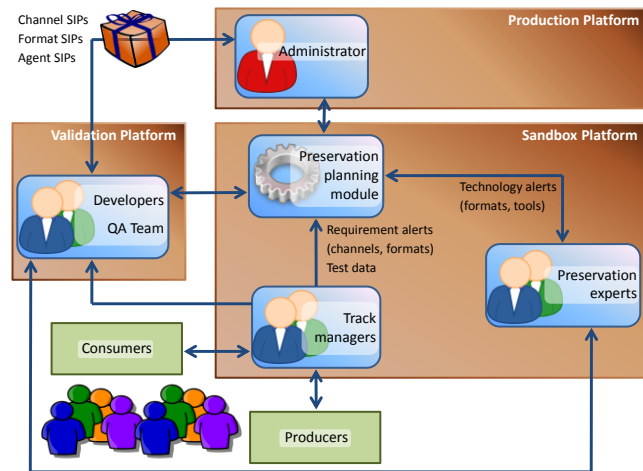 Channel SIPs
Format SIPs
Agent SIPs
Production Platform
Administrator
Validation Platform
Sandbox Platform
Preservation
planning
module
Technology alerts
(formats, tools)
Developers
QA Team
Requirement alerts
(channels, formats)
Test data
Preservation
experts
Track
managers
Consumers
Producers